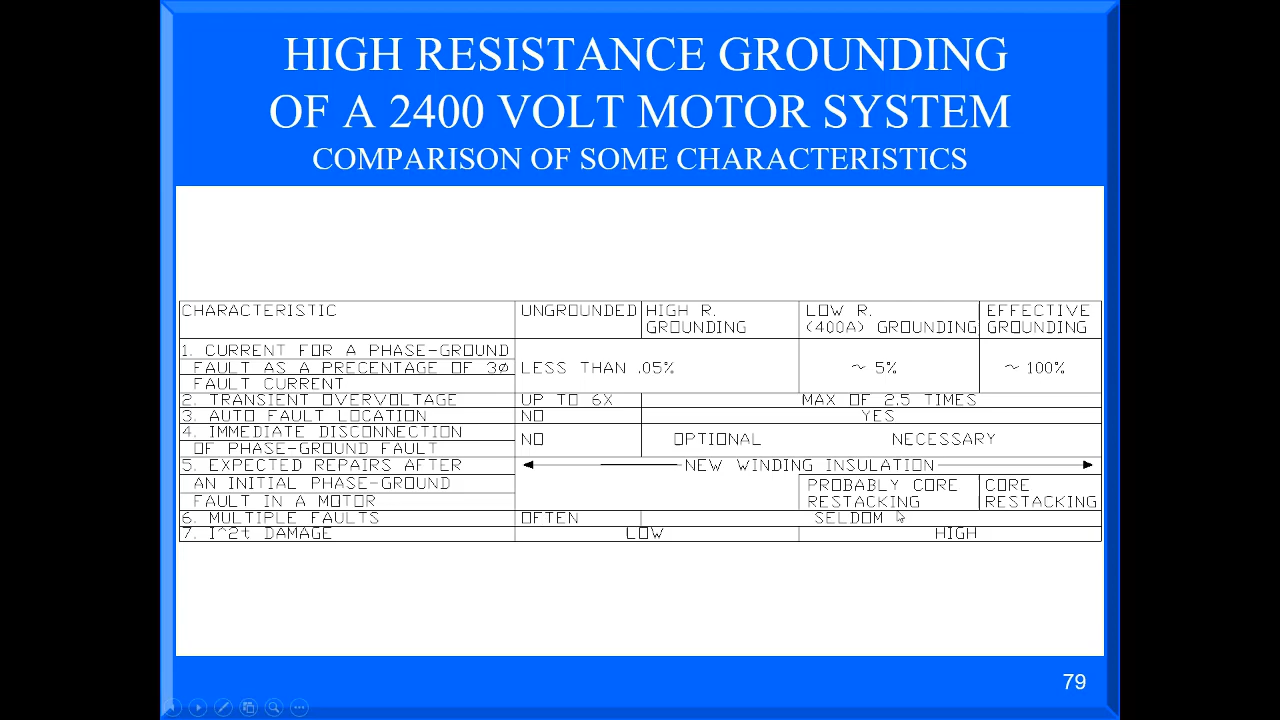 HIGH RESISTANCE GROUNDING
OF A 2400 VOLT MOTOR SYSTEM
COMPARISON OF SOME CHARACTERISTICS
CHARACTERISTIC UNGROUNDED HIGH R. GROUNDING LOW R. (400A) GROUNDING EFFECTIVE GROUNDING
1. CURRENT FOR A PHASE-GROUND
FAULT AS A PRECENTAGE OF 3ø LESS THAN .05% ~ 5% ~ 100%
FAULT CURRENT
2. TRANSIENT OVERVOLTAGE UP TO 6X MAX OF 2.5 TIMES
3. AUTO FAULT LOCATION NO YES
4. IMMEDIATE DISCONNECTION
OF PHASE-GROUND FAULT NO OPTIONAL NECESSARY
5. EXPECTED REPAIRS AFTER NEW WINDING INSULATION
AN INITIAL PHASE-GROUND PROBABLY CORE CORE
FAULT IN A MOTOR RESTACKING RESTACKING
6. MULTIPLE FAULTS OFTEN SELDOM
7. I^2t DAMAGE LOW HIGH
79